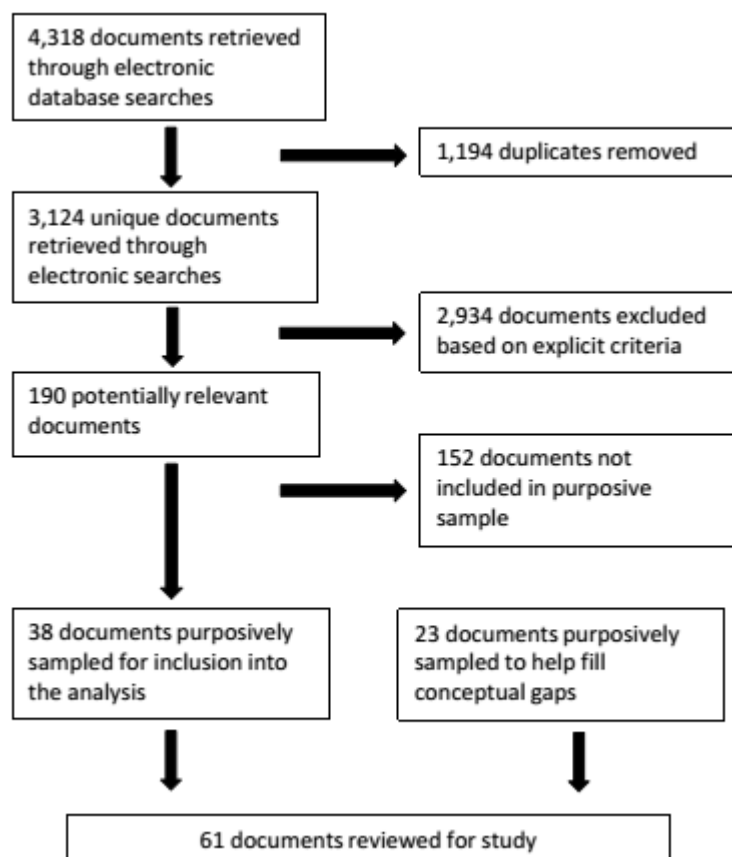 4,318 documents retrieved
through electronic
database searches
1,194 duplicates removed
3,124 unique documents
retrieved through
electronic searches
2,934 documents excluded
based on explicit criteria
190 potentially relevant
documents
152 documents not
included in purposive
sample
38 documents purposively
sampled for inclusion into
the analysis
23 documents purposively
sampled to help fill
conceptual gaps
61 documents reviewed for study